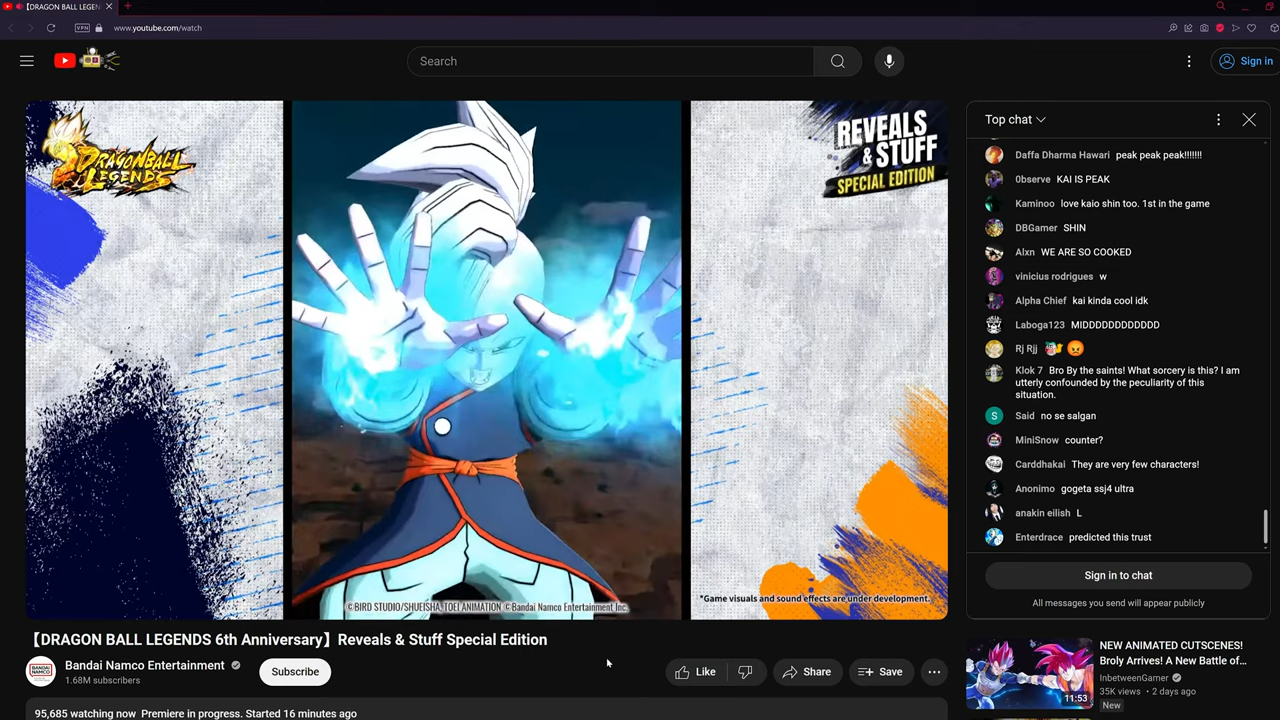 【DRAGON BALL LEGEN
VPN www.youtube.com/watch
Search
Sign in
DRAGONBALL
LEGENDS
REVEALS
& STUFF
SPECIAL EDITION
©BIRD STUDIO/SHUEISHA, TOEI ANIMATION ©Bandai Namco Entertainment Inc.
*Game visuals and sound effects are under development.
Top chat
Daffa Dharma Hawari peak peak peak!!!!!!!
0bserve KAI IS PEAK
Kaminoo love kaio shin too. 1st in the game
DBGamer SHIN
Alxn WE ARE SO COOKED
vinicius rodrigues w
Alpha Chief kai kinda cool idk
Laboga123 MIDDDDDDDDDDDD
Rj Rjj
Klok 7 Bro By the saints! What sorcery is this? I am
utterly confounded by the peculiarity of this
situation.
S Said no se salgan
MiniSnow counter?
Carddhakai They are very few characters!
Anonimo gogeta ssj4 ultra
anakin eilish L
Enterdrace predicted this trust
Sign in to chat
All messages you send will appear publicly
【DRAGON BALL LEGENDS 6th Anniversary】Reveals & Stuff Special Edition
BANDAI NAMCO
Bandai Namco Entertainment
1.68M subscribers
Subscribe
Like
Share
Save
95,685 watching now Premiere in progress. Started 16 minutes ago
NEW ANIMATED CUTSCENES!
Broly Arrives! A New Battle of...
InbetweenGamer
35K views • 2 days ago
New
11:53